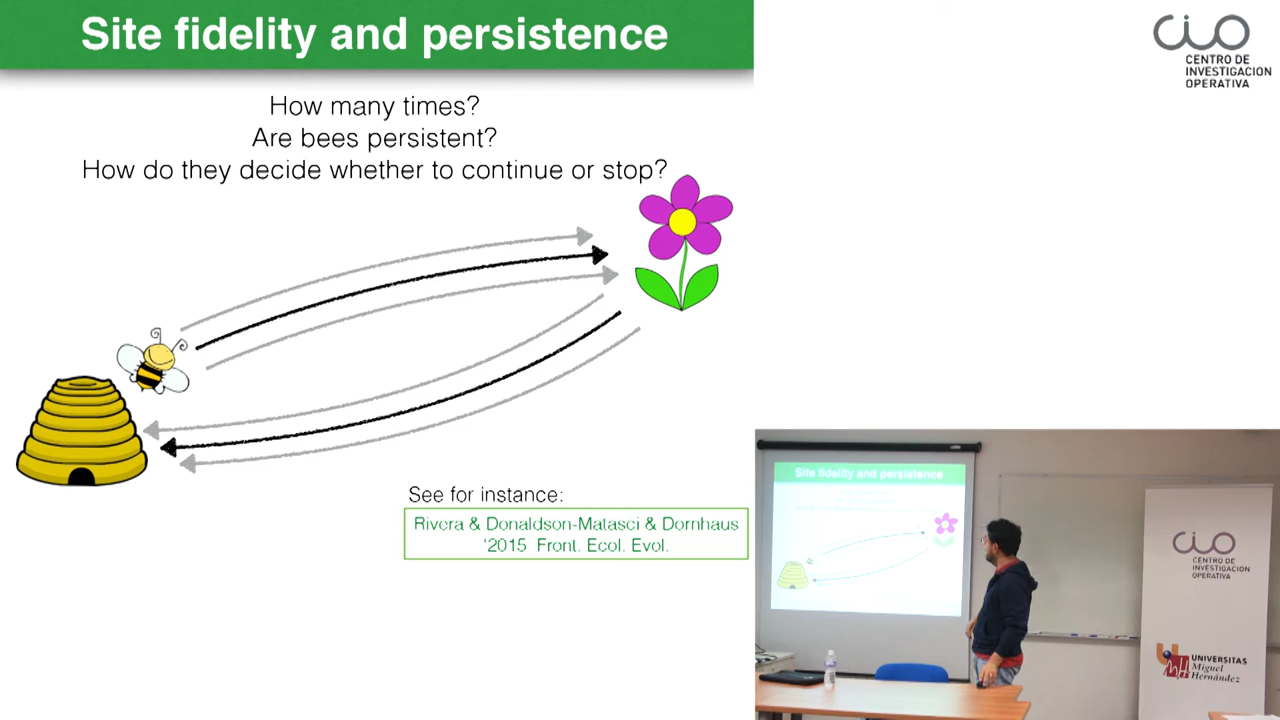 Site fidelity and persistence
How many times?
Are bees persistent?
How do they decide whether to continue or stop?
See for instance:
Rivera & Donaldson-Matasci & Dornhaus
‘2015 Front. Ecol. Evol.
CIO
CENTRO DE
INVESTIGACION
OPERATIVA
Site fidelity and persistence
CIO
CENTRO DE
INVESTIGACION
OPERATIVA
UNIVERSITAS
Miguel
Hernández